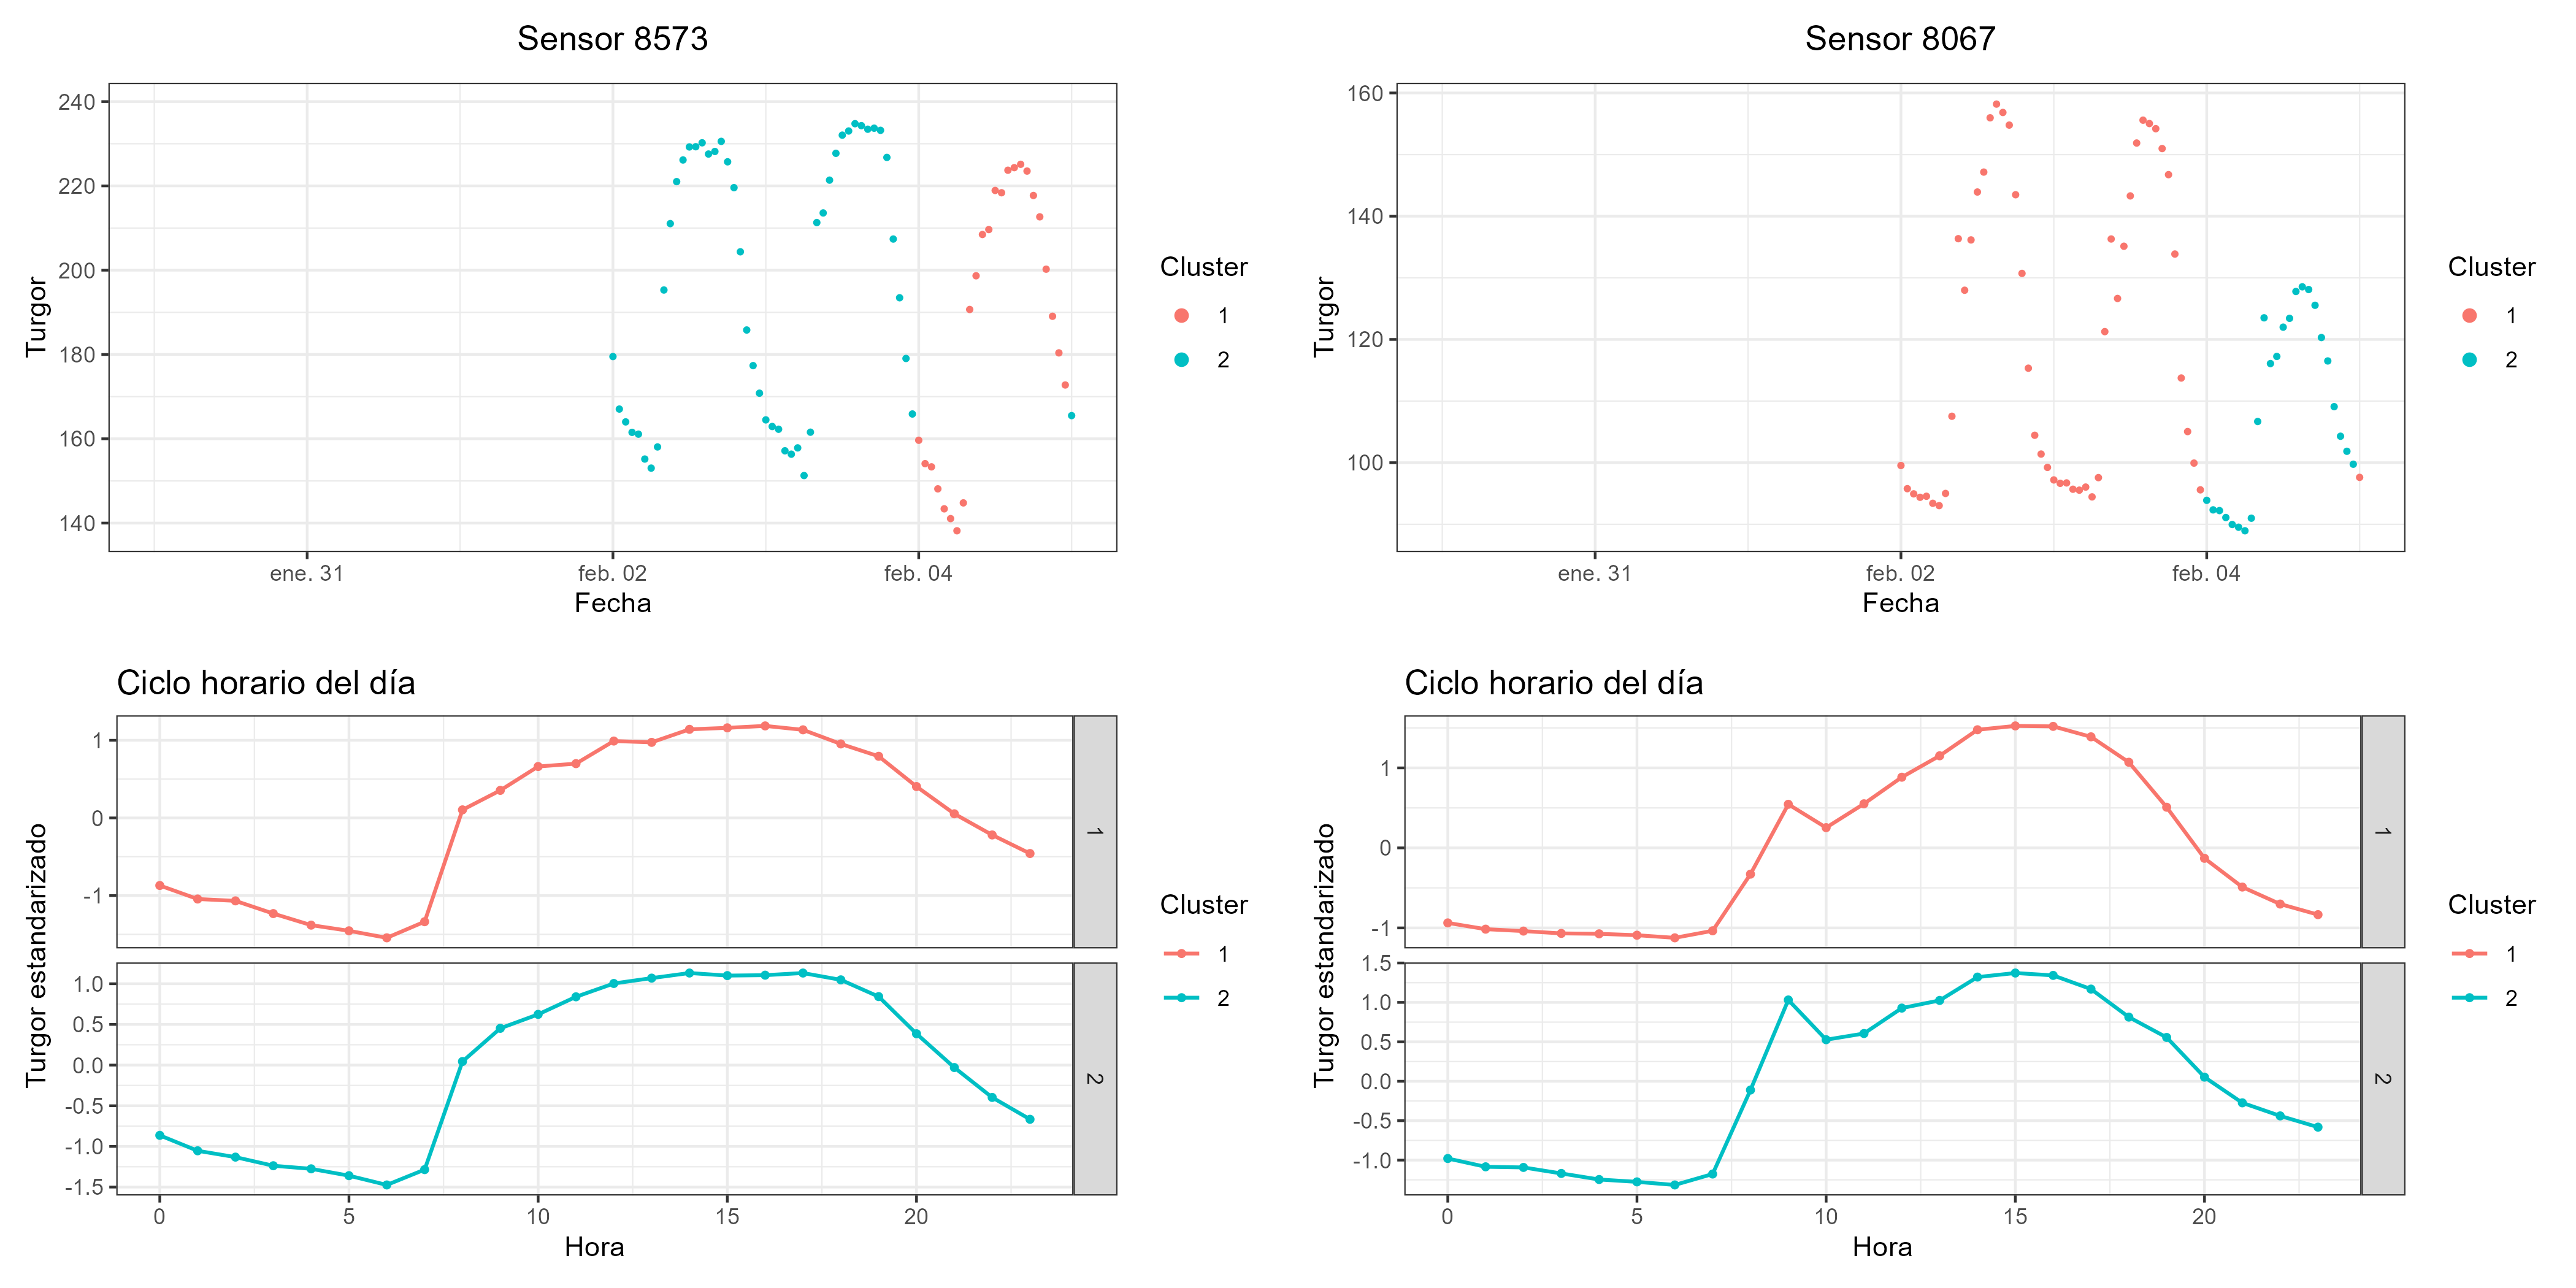 Sensor 8573
240
220
200
180
160
140
Turgor
ene. 31
feb. 02
feb. 04
Fecha
Cluster
1
2
Sensor 8067
160
140
120
100
Turgor
ene. 31
feb. 02
feb. 04
Fecha
Cluster
1
2
Ciclo horario del día
1
0
-1
1
1.0
0.5
0.0
-0.5
-1.0
-1.5
2
Turgor estandarizado
0
5
10
15
20
Hora
Cluster
1
2
Ciclo horario del día
1
0
-1
1
1.5
1.0
0.5
0.0
-0.5
-1.0
2
Turgor estandarizado
0
5
10
15
20
Hora
Cluster
1
2